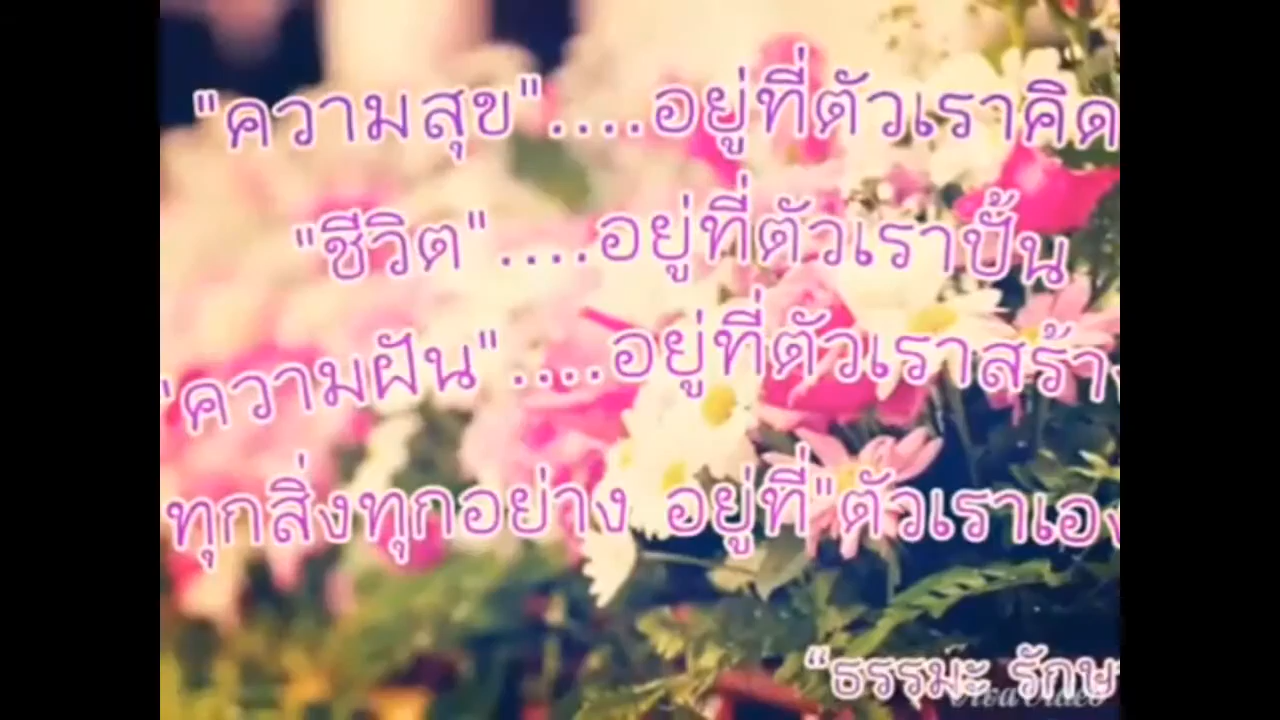 "ความสุข"....อยู่ที่ตัวเราคิด
"ชีวิต"....อยู่ที่ตัวเราปั้น
"ความฝัน"....อยู่ที่ตัวเราสร้าง
ทุกสิ่งทุกอย่าง อยู่ที่"ตัวเราเอง
“ธรรมะ รักษ
VivaVideo